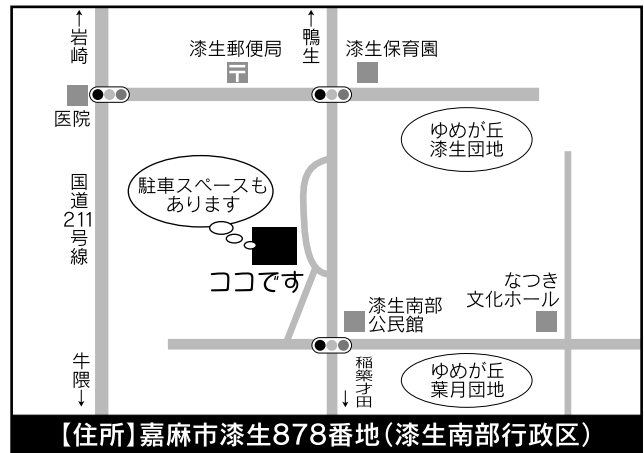 ↑
岩崎
↑
鴨生
漆生郵便局
〒
漆生保育園
医院
ゆめが丘
漆生団地
駐車スペースも
あります
国道211号線
ココです
なつき
文化ホール
漆生南部
公民館
牛隈
↓
稲築才田
↓
ゆめが丘
葉月団地
【住所】嘉麻市漆生878番地(漆生南部行政区)